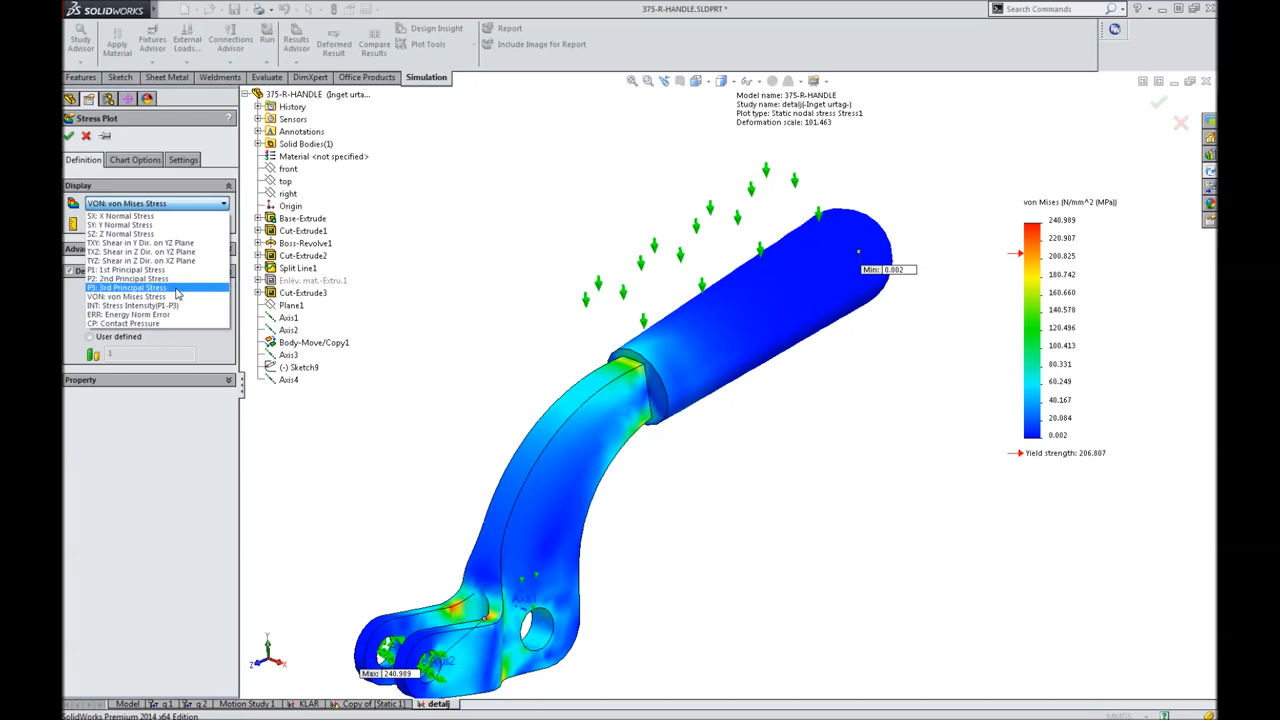 SOLIDWORKS
375-R-HANDLE.SLDPRT *
Search Commands
Study Advisor
Apply Material
Fixtures Advisor
External Loads...
Connections Advisor
Run
Results Advisor
Deformed Result
Compare Results
Design Insight
Plot Tools
Report
Include Image for Report
Features
Sketch
Sheet Metal
Weldments
Evaluate
DimXpert
Office Products
Simulation
Stress Plot
?
Definition
Chart Options
Settings
Display
VON: von Mises Stress
SX: X Normal Stress
SY: Y Normal Stress
SZ: Z Normal Stress
TXY: Shear in Y Dir. on YZ Plane
TXZ: Shear in Z Dir. on YZ Plane
TYZ: Shear in Z Dir. on XZ Plane
P1: 1st Principal Stress
P2: 2nd Principal Stress
P3: 3rd Principal Stress
VON: von Mises Stress
INT: Stress Intensity(P1-P3)
ERR: Energy Norm Error
CP: Contact Pressure
User defined
1
Property
375-R-HANDLE (Inget urta...
History
Sensors
Annotations
Solid Bodies(1)
Material <not specified>
front
top
right
Origin
Base-Extrude
Cut-Extrude1
Boss-Revolve1
Cut-Extrude2
Split Line1
Enlèv. mat.-Extru.1
Cut-Extrude3
Plane1
Axis1
Axis2
Body-Move/Copy1
Axis3
(-) Sketch9
Axis4
Model name: 375-R-HANDLE
Study name: detalj(-Inget urtag-)
Plot type: Static nodal stress Stress1
Deformation scale: 101.463
von Mises (N/mm^2 (MPa))
240.989
220.907
200.825
180.742
160.660
140.578
120.496
100.413
80.331
60.249
40.167
20.084
0.002
Yield strength: 206.807
Min: 0.002
Axis1
Axis2
Max: 240.989
Y
Z
X
Model
q 1
q 2
Motion Study 1
KLAR
Copy of [Static 1]
detalj
SolidWorks Premium 2014 x64 Edition
MMGS